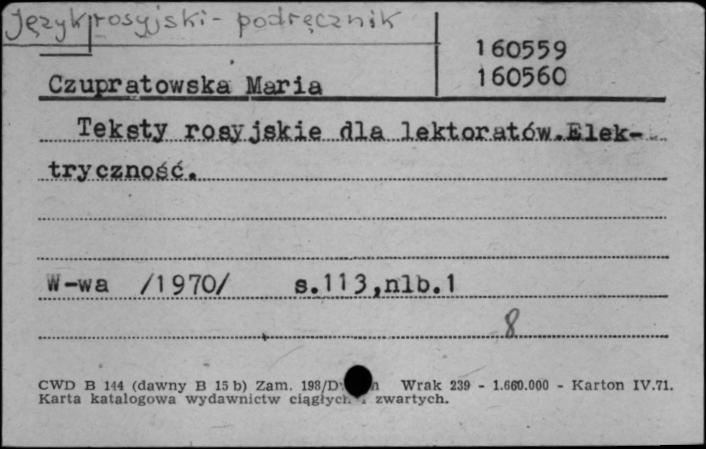 Język rosyjski - podręcznik
160559
160560
Czupratowska Maria
Teksty rosyjskie dla lektoratów.Elek-
tryczność.
W-wa /1970/ s.113,nlb.1
8
CWD B 144 (dawny B 15 b) Zam. 198/ Wrak 239 - 1.660.000 - Karton IV.71.
Karta katalogowa wydawnictw ciągłych i zwartych.